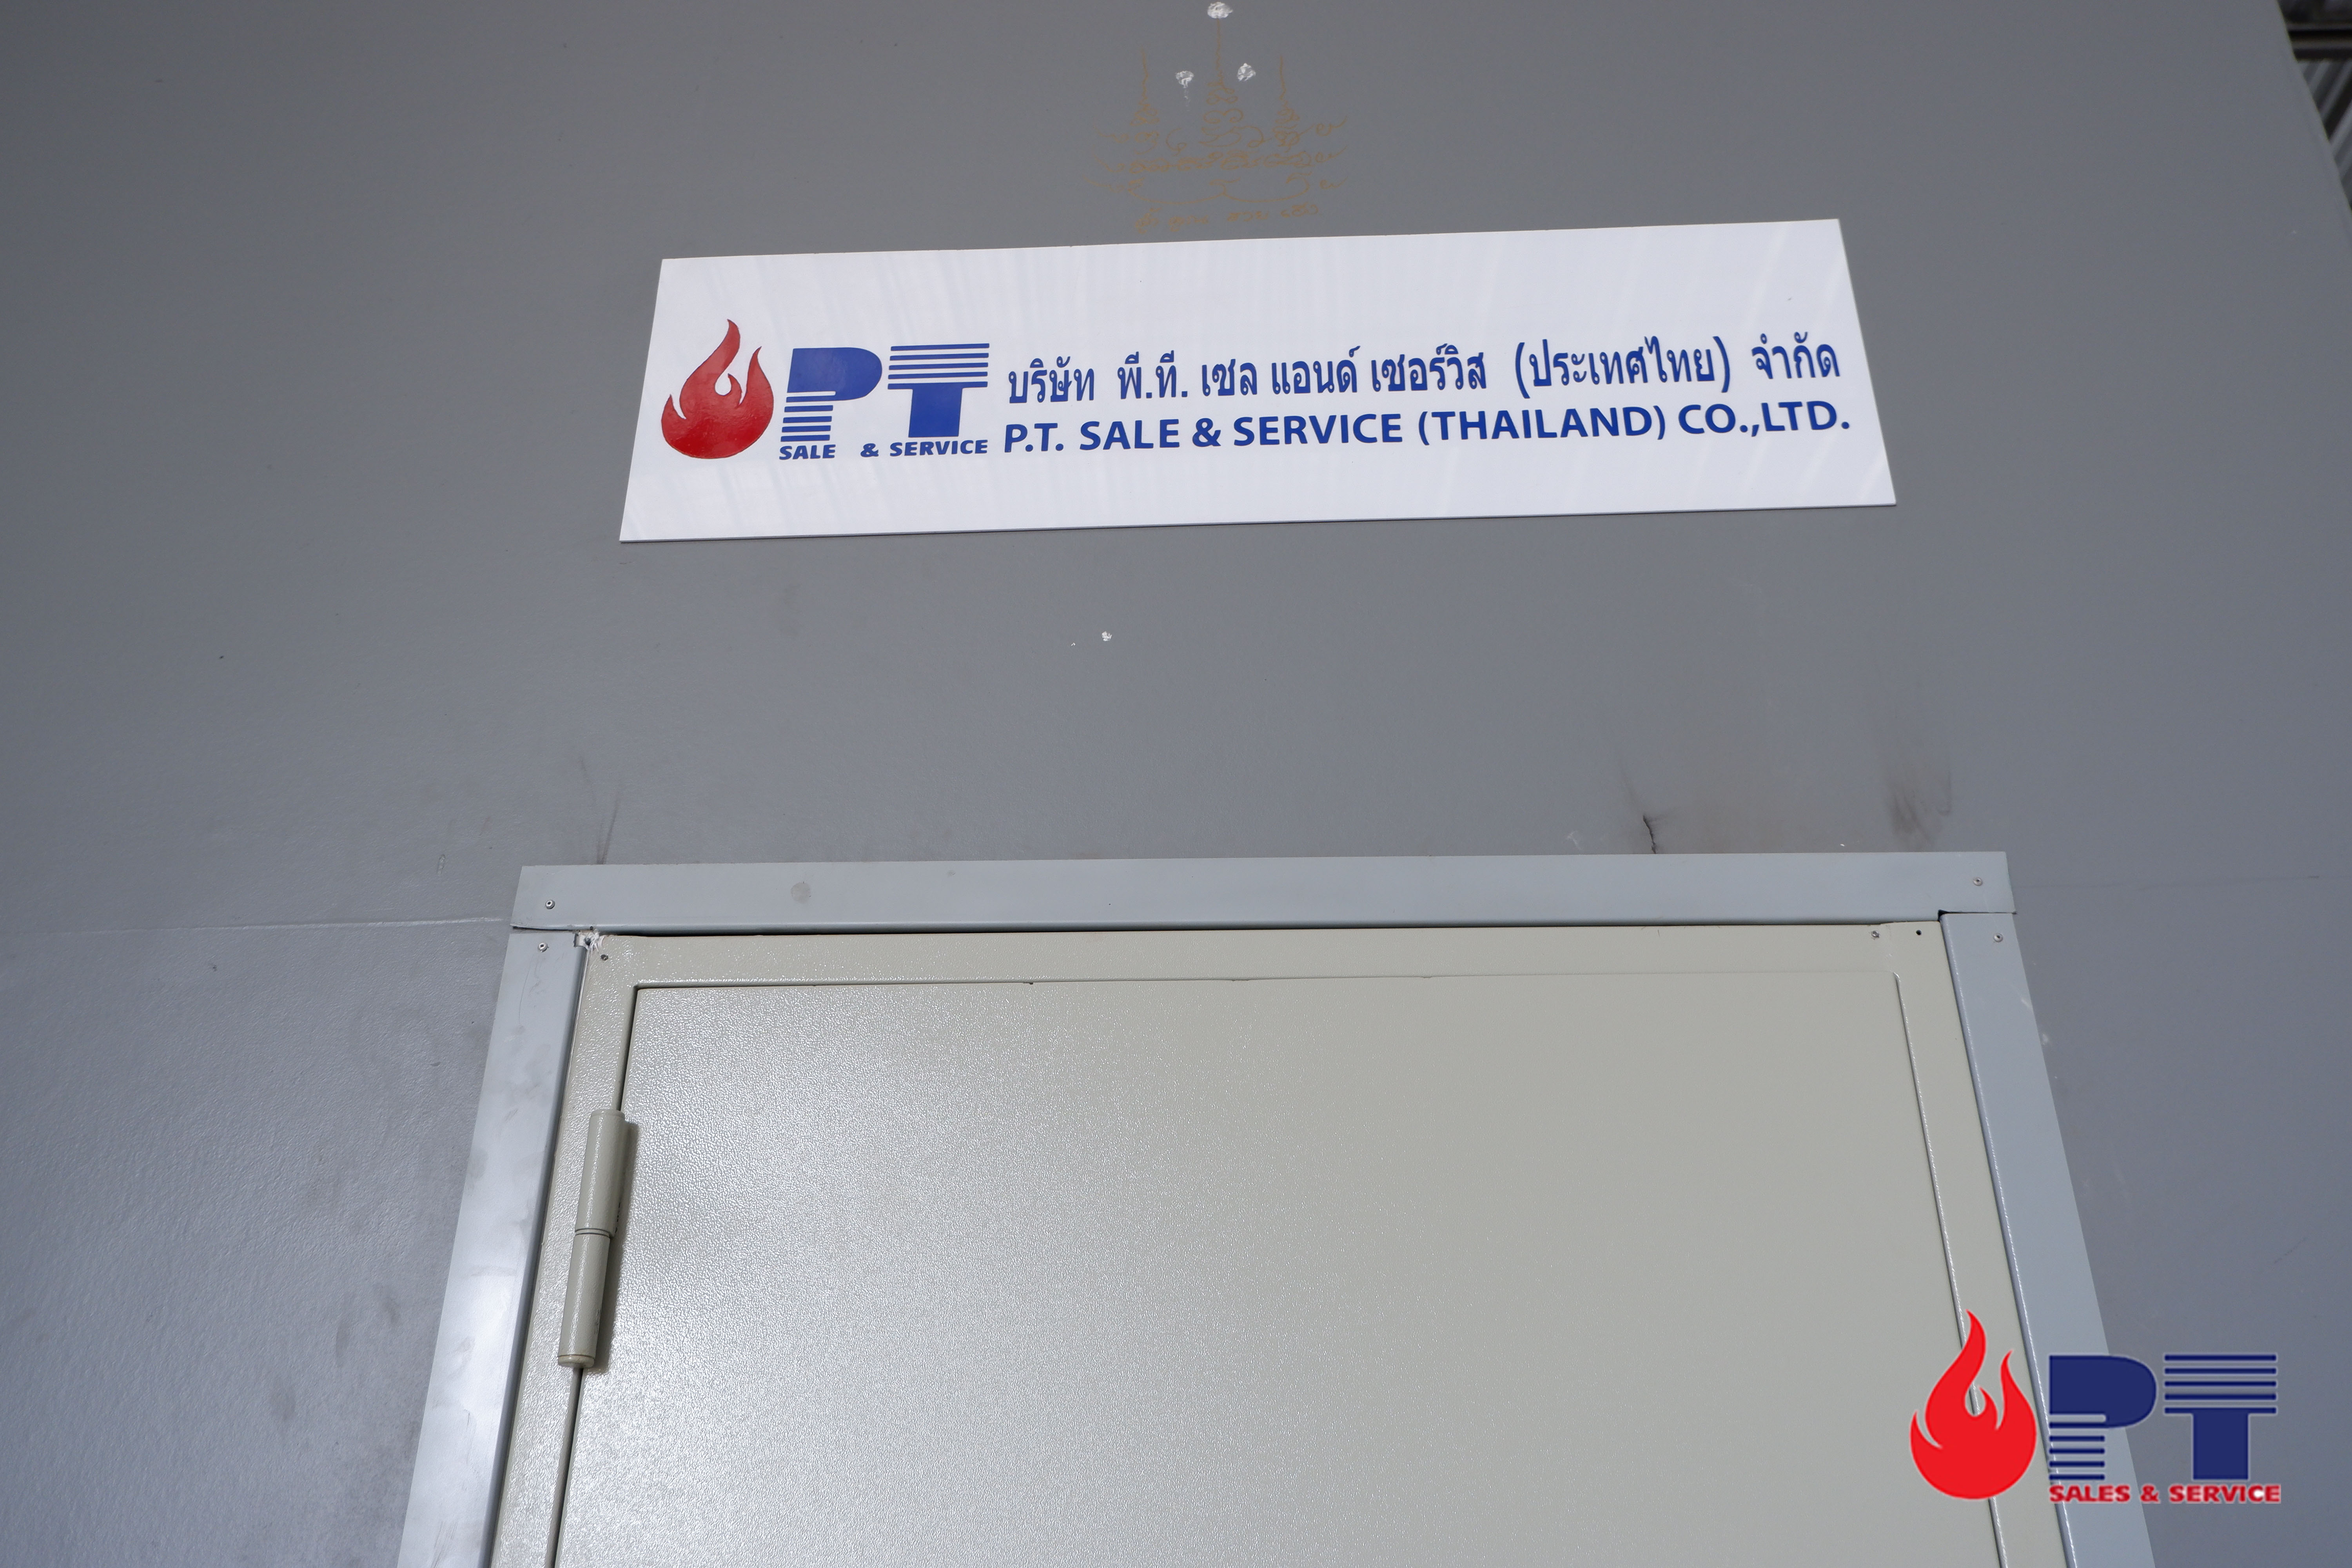 PT
SALE & SERVICE
บริษัท พี.ที. เซล แอนด์ เซอร์วิส (ประเทศไทย) จำกัด
P.T. SALE & SERVICE (THAILAND) CO.,LTD.
PT
SALES & SERVICE